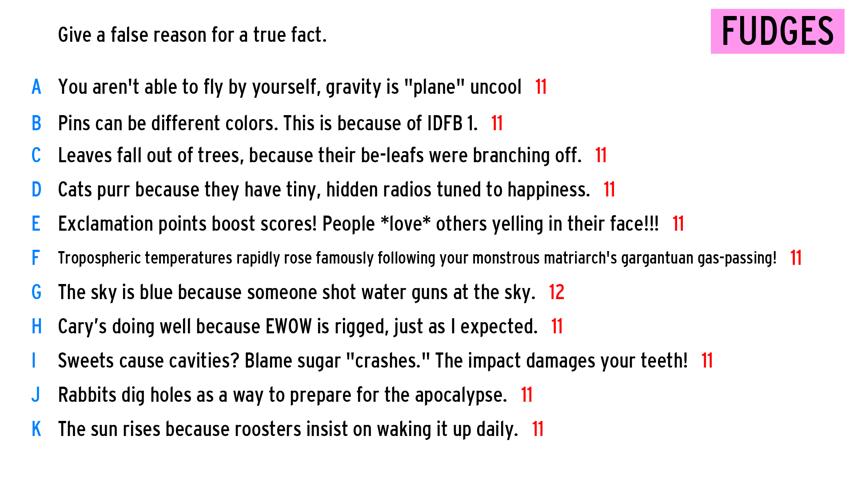 Give a false reason for a true fact.
FUDGES
A You aren't able to fly by yourself, gravity is "plane" uncool 11
B Pins can be different colors. This is because of IDFB 1. 11
C Leaves fall out of trees, because their be-leafs were branching off. 11
D Cats purr because they have tiny, hidden radios tuned to happiness. 11
E Exclamation points boost scores! People *love* others yelling in their face!!! 11
F Tropospheric temperatures rapidly rose famously following your monstrous matriarch's gargantuan gas-passing! 11
G The sky is blue because someone shot water guns at the sky. 12
H Cary's doing well because EWOW is rigged, just as I expected. 11
I Sweets cause cavities? Blame sugar "crashes." The impact damages your teeth! 11
J Rabbits dig holes as a way to prepare for the apocalypse. 11
K The sun rises because roosters insist on waking it up daily. 11